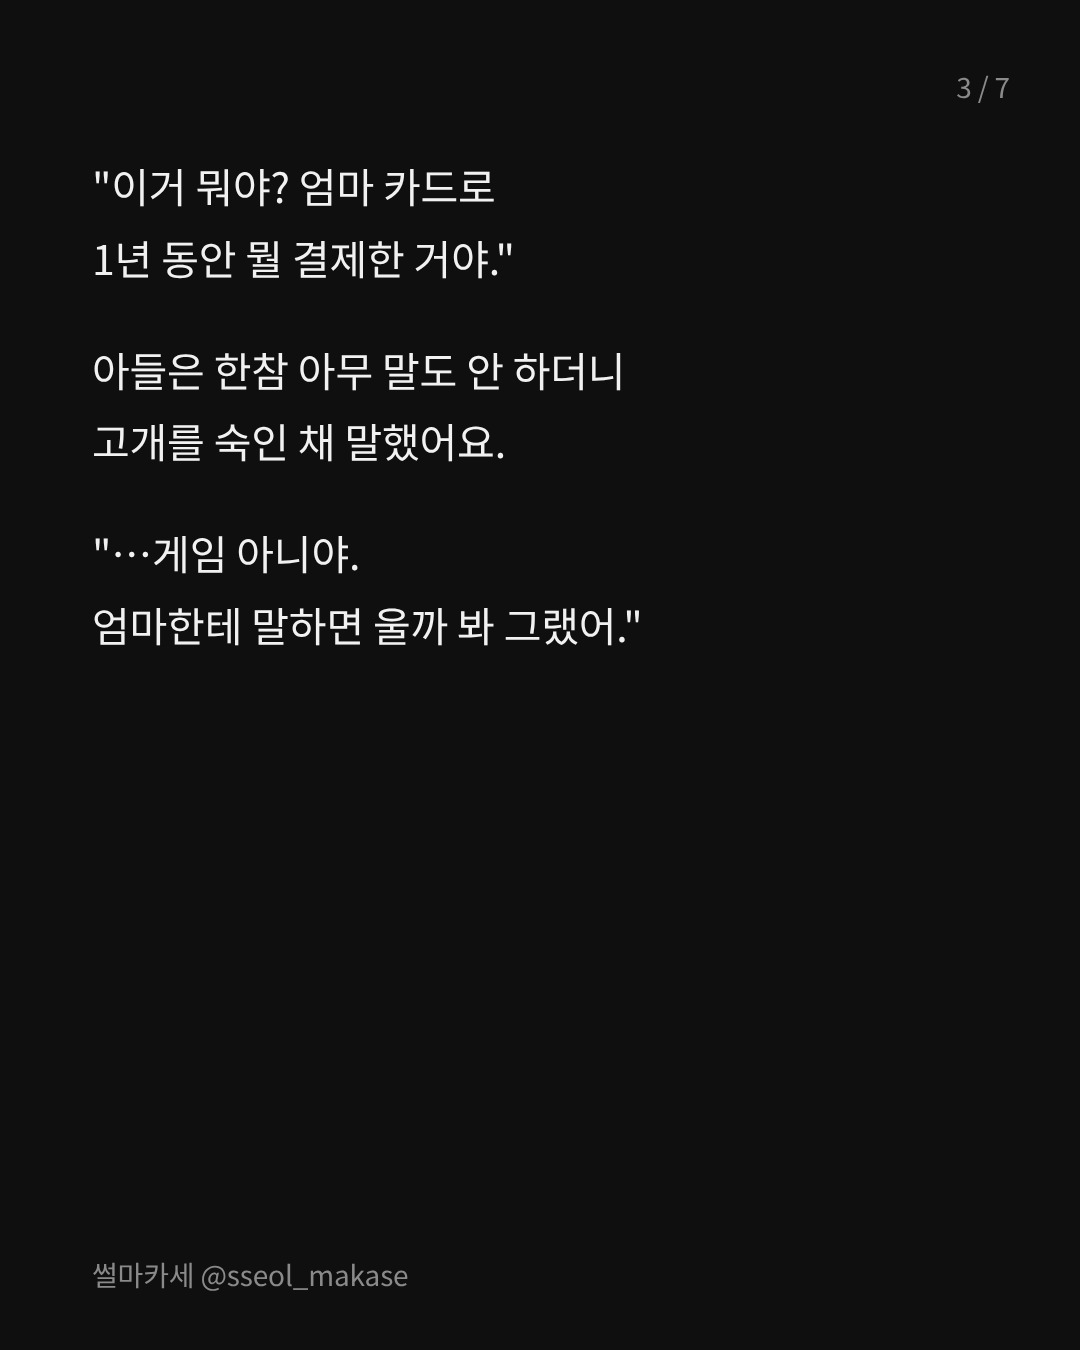 3 / 7
"이거 뭐야? 엄마 카드로
1년 동안 뭘 결제한 거야."
아들은 한참 아무 말도 안 하더니
고개를 숙인 채 말했어요.
"…게임 아니야.
엄마한테 말하면 울까 봐 그랬어."
썰마카세 @sseol_makase